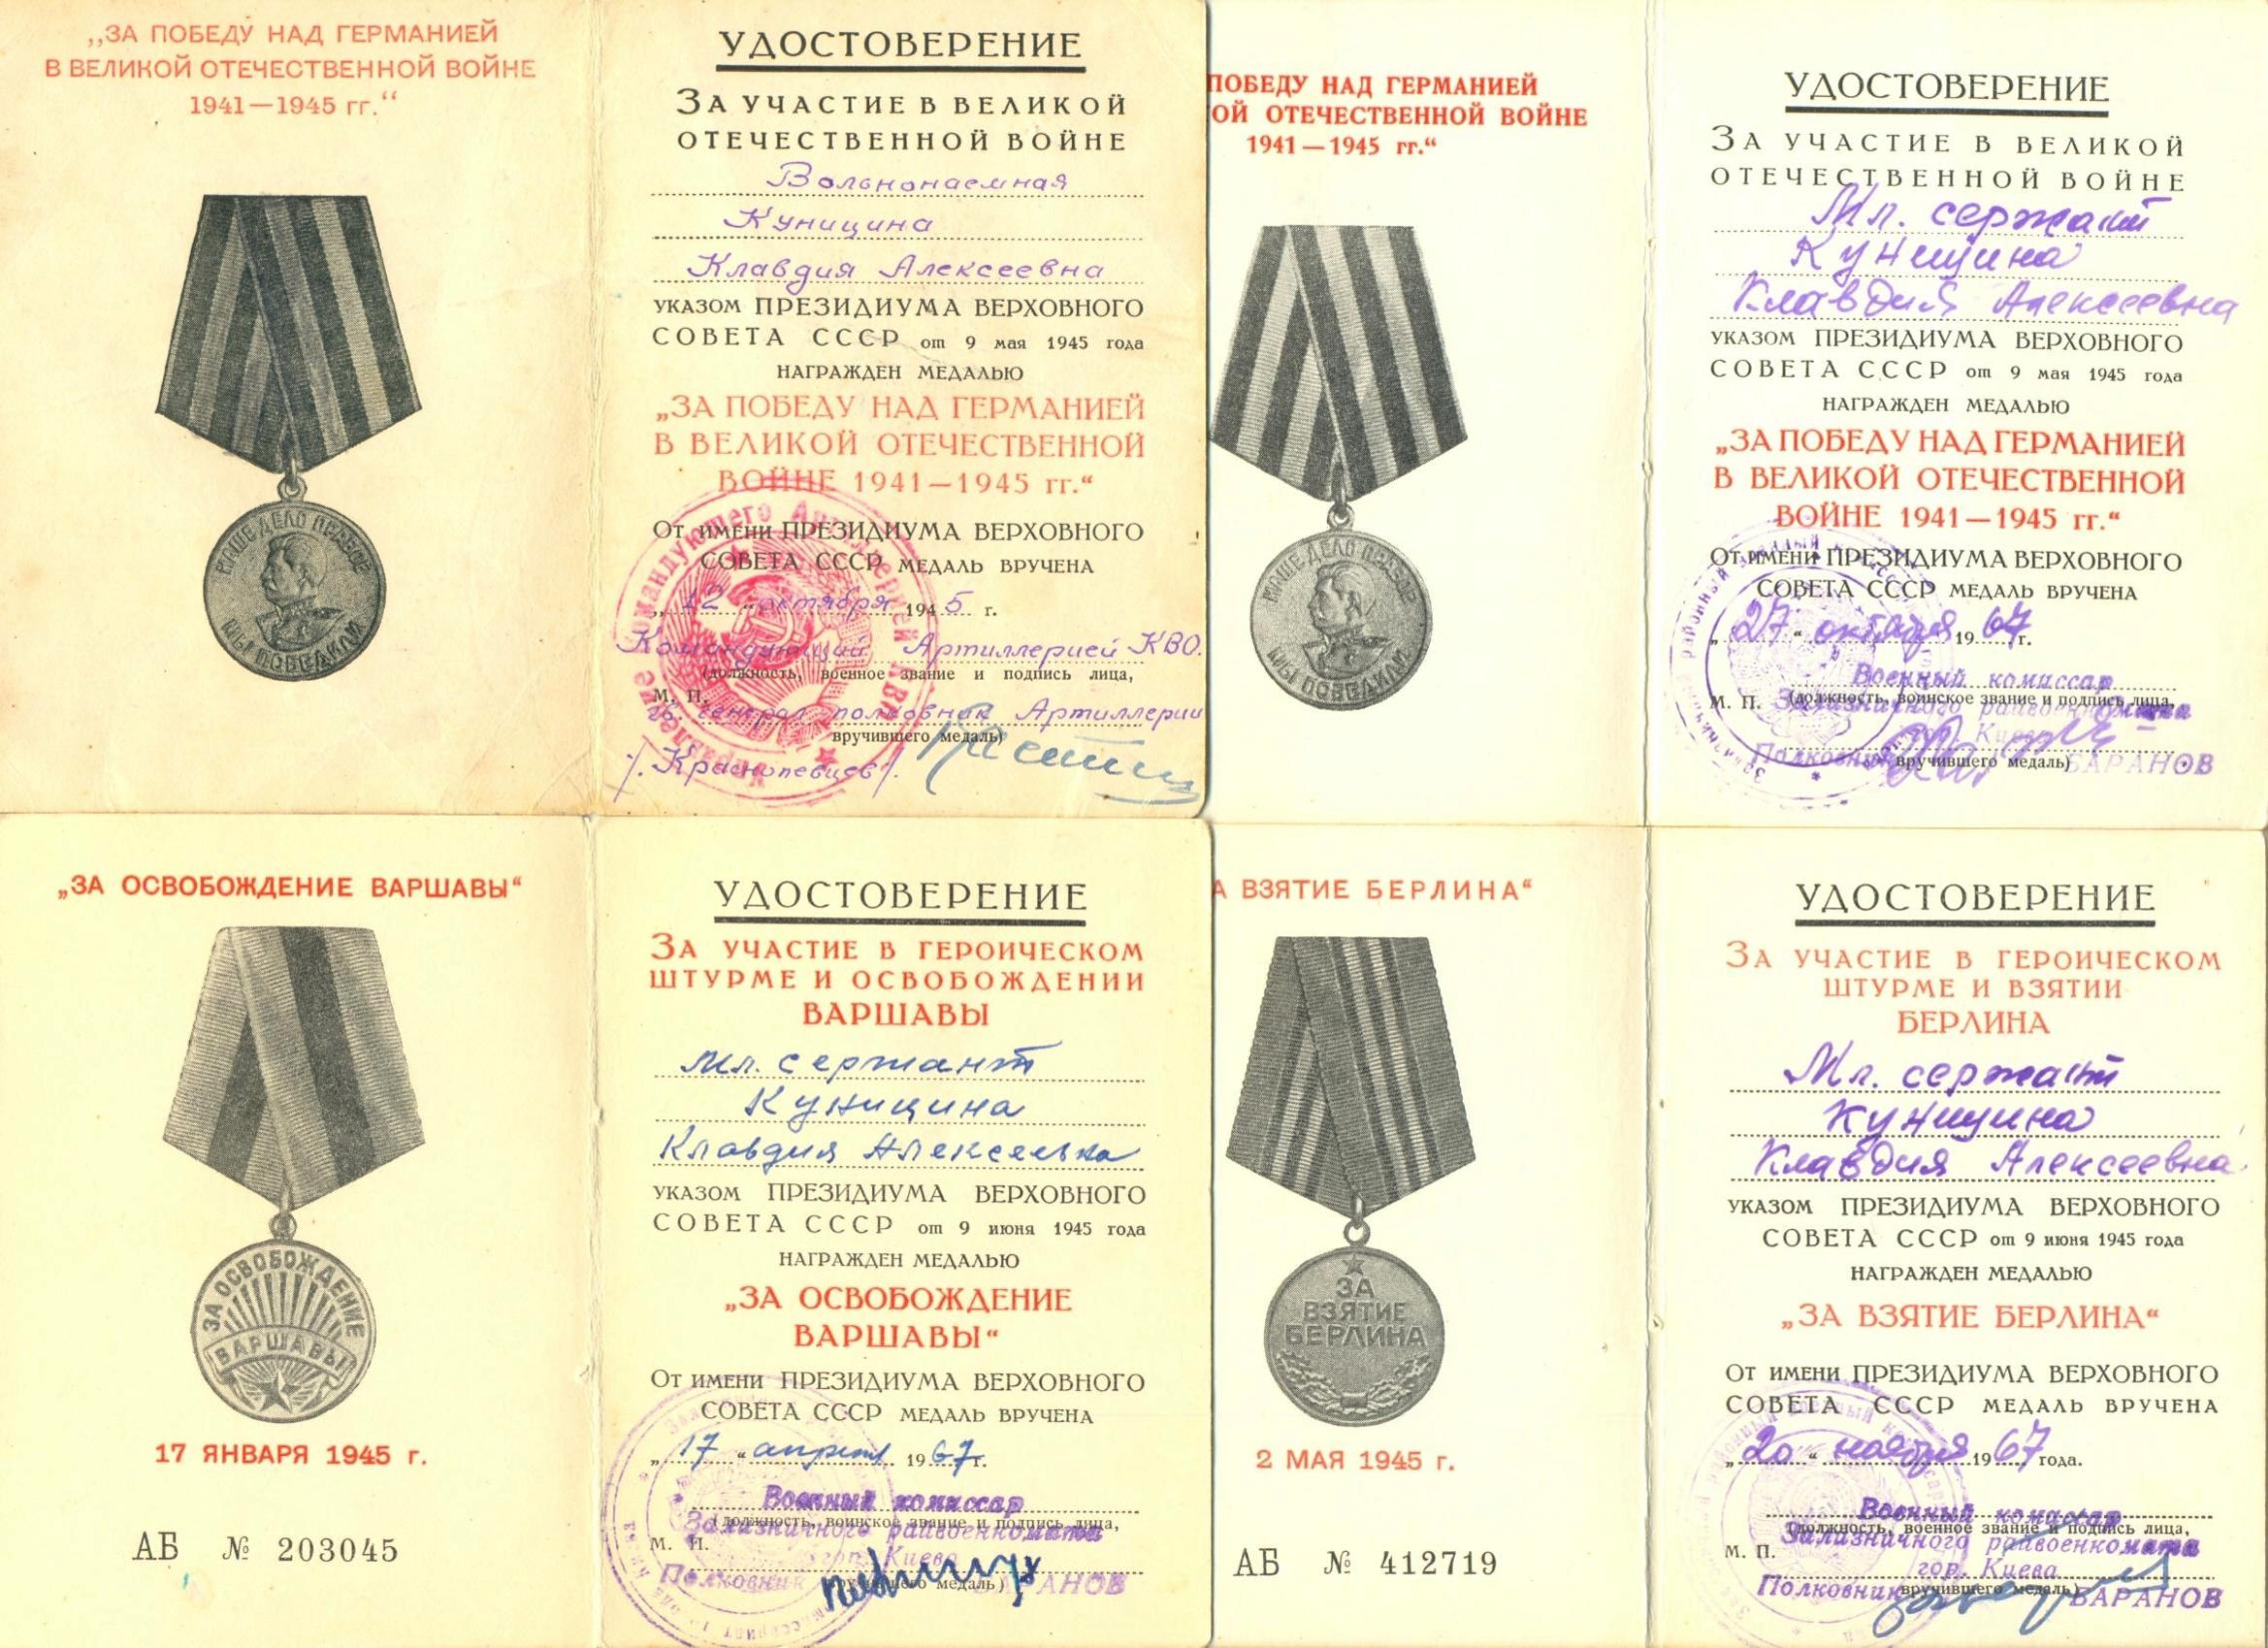 „ЗА ПОБЕДУ НАД ГЕРМАНИЕЙ
В ВЕЛИКОЙ ОТЕЧЕСТВЕННОЙ ВОЙНЕ
1941—1945 гг.“
НАШЕ ДЕЛО ПРАВОЕ
МЫ ПОБЕДИЛИ
УДОСТОВЕРЕНИЕ
ЗА УЧАСТИЕ В ВЕЛИКОЙ
ОТЕЧЕСТВЕННОЙ ВОЙНЕ
Вольнонаемная
Куницина
Клавдия Алексеевна
УКАЗОМ ПРЕЗИДИУМА ВЕРХОВНОГО
СОВЕТА СССР от 9 мая 1945 года
НАГРАЖДЕН МЕДАЛЬЮ
„ЗА ПОБЕДУ НАД ГЕРМАНИЕЙ
В ВЕЛИКОЙ ОТЕЧЕСТВЕННОЙ
ВОЙНЕ 1941—1945 гг.“
От имени ПРЕЗИДИУМА ВЕРХОВНОГО
СОВЕТА СССР МЕДАЛЬ ВРУЧЕНА
„12“ октября 1945 г.
Командующий Артиллерией КВО.
(должность, военное звание и подпись лица,
М. П.
генерал полковник Артиллерии
вручившего медаль)
/Краснопевцев/.
ПОБЕДУ НАД ГЕРМАНИЕЙ
ОЙ ОТЕЧЕСТВЕННОЙ ВОЙНЕ
1941—1945 гг.“
НАШЕ ДЕЛО ПРАВОЕ
МЫ ПОБЕДИЛИ
УДОСТОВЕРЕНИЕ
ЗА УЧАСТИЕ В ВЕЛИКОЙ
ОТЕЧЕСТВЕННОЙ ВОЙНЕ
Мл. сержант
Куницина
Клавдия Алексеевна
УКАЗОМ ПРЕЗИДИУМА ВЕРХОВНОГО
СОВЕТА СССР от 9 мая 1945 года
НАГРАЖДЕН МЕДАЛЬЮ
„ЗА ПОБЕДУ НАД ГЕРМАНИЕЙ
В ВЕЛИКОЙ ОТЕЧЕСТВЕННОЙ
ВОЙНЕ 1941—1945 гг.“
От имени ПРЕЗИДИУМА ВЕРХОВНОГО
СОВЕТА СССР МЕДАЛЬ ВРУЧЕНА
„27“ октября 1967г.
Военный комиссар
(должность, воинское звание и подпись лица,
М. П. Зализничного райвоенкомата
гор. Киева
вручившего медаль)
Полковник БАРАНОВ
„ЗА ОСВОБОЖДЕНИЕ ВАРШАВЫ“
ЗА ОСВОБОЖДЕНИЕ
ВАРШАВЫ
17 ЯНВАРЯ 1945 г.
АБ № 203045
УДОСТОВЕРЕНИЕ
ЗА УЧАСТИЕ В ГЕРОИЧЕСКОМ
ШТУРМЕ И ОСВОБОЖДЕНИИ
ВАРШАВЫ
Мл. сержант
Куницина
Клавдия Алексеевна
УКАЗОМ ПРЕЗИДИУМА ВЕРХОВНОГО
СОВЕТА СССР от 9 июня 1945 года
НАГРАЖДЕН МЕДАЛЬЮ
„ЗА ОСВОБОЖДЕНИЕ
ВАРШАВЫ“
От имени ПРЕЗИДИУМА ВЕРХОВНОГО
СОВЕТА СССР МЕДАЛЬ ВРУЧЕНА
„17“ апреля 1967г.
Военный комиссар
(должность, воинское звание и подпись лица,
Зализничного райвоенкомата
М. П.
гор. Киева
вручившего медаль)
Полковник БАРАНОВ
А ВЗЯТИЕ БЕРЛИНА“
ЗА
ВЗЯТИЕ
БЕРЛИНА
2 МАЯ 1945 г.
АБ № 412719
УДОСТОВЕРЕНИЕ
ЗА УЧАСТИЕ В ГЕРОИЧЕСКОМ
ШТУРМЕ И ВЗЯТИИ
БЕРЛИНА
Мл. сержант
Куницина
Клавдия Алексеевна
УКАЗОМ ПРЕЗИДИУМА ВЕРХОВНОГО
СОВЕТА СССР от 9 июня 1945 года
НАГРАЖДЕН МЕДАЛЬЮ
„ЗА ВЗЯТИЕ БЕРЛИНА“
От имени ПРЕЗИДИУМА ВЕРХОВНОГО
СОВЕТА СССР МЕДАЛЬ ВРУЧЕНА
„20“ ноября 1967 года.
Военный комиссар
(должность, военное звание и подпись лица,
Зализничного райвоенкомата
М. П.
гор. Киева
вручившего медаль)
Полковник БАРАНОВ